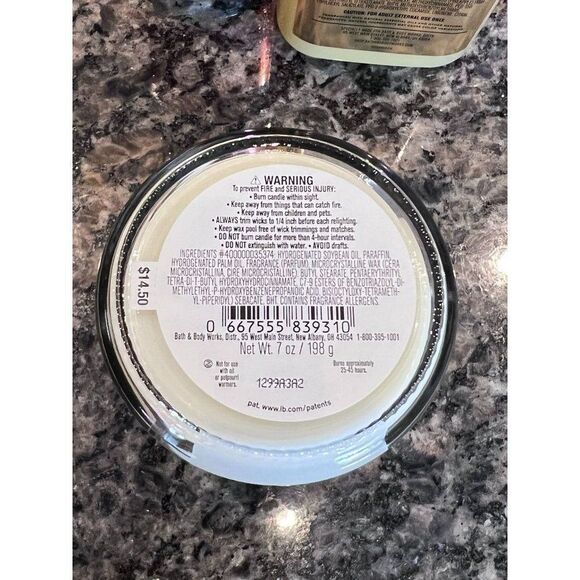 CAUTION: FOR ADULT EXTERNAL USE ONLY
WARNING
To prevent FIRE and SERIOUS INJURY:
• Burn candle within sight.
• Keep away from things that can catch fire.
• Keep away from children and pets.
• ALWAYS trim wicks to 1/4 inch before each relighting.
• Keep wax pool free of wick trimmings and matches.
• DO NOT burn candle for more than 4-hour intervals.
• DO NOT extinguish with water. • AVOID drafts.
INGREDIENTS #400000035374: HYDROGENATED SOYBEAN OIL, PARAFFIN,
HYDROGENATED PALM OIL, FRAGRANCE (PARFUM), MICROCRYSTALLINE WAX (CERA
MICROCRISTALLINA, CIRE MICROCRISTALLINE), BUTYL STEARATE, PENTAERYTHRITYL
TETRA-DI-T-BUTYL HYDROXYHYDROCINNAMATE, C7-9 ESTERS OF BENZOTRIAZOLYL-DI-
METHYLETHYL-P-HYDROXYBENZENEPROPANOIC ACID, BIS(OCTYLOXY-TETRAMETH-
YL-PIPERIDYL) SEBACATE, BHT. CONTAINS FRAGRANCE ALLERGENS.
$14.50
0 667555 839310
Bath & Body Works, Distr., 95 West Main Street, New Albany, OH 43054 1-800-395-1001
Net Wt. 7 oz / 198 g
Not for use
with oil
or potpourri
warmers.
Burns approximately
25-45 hours.
1299A3A2
pat. www.lb.com/patents